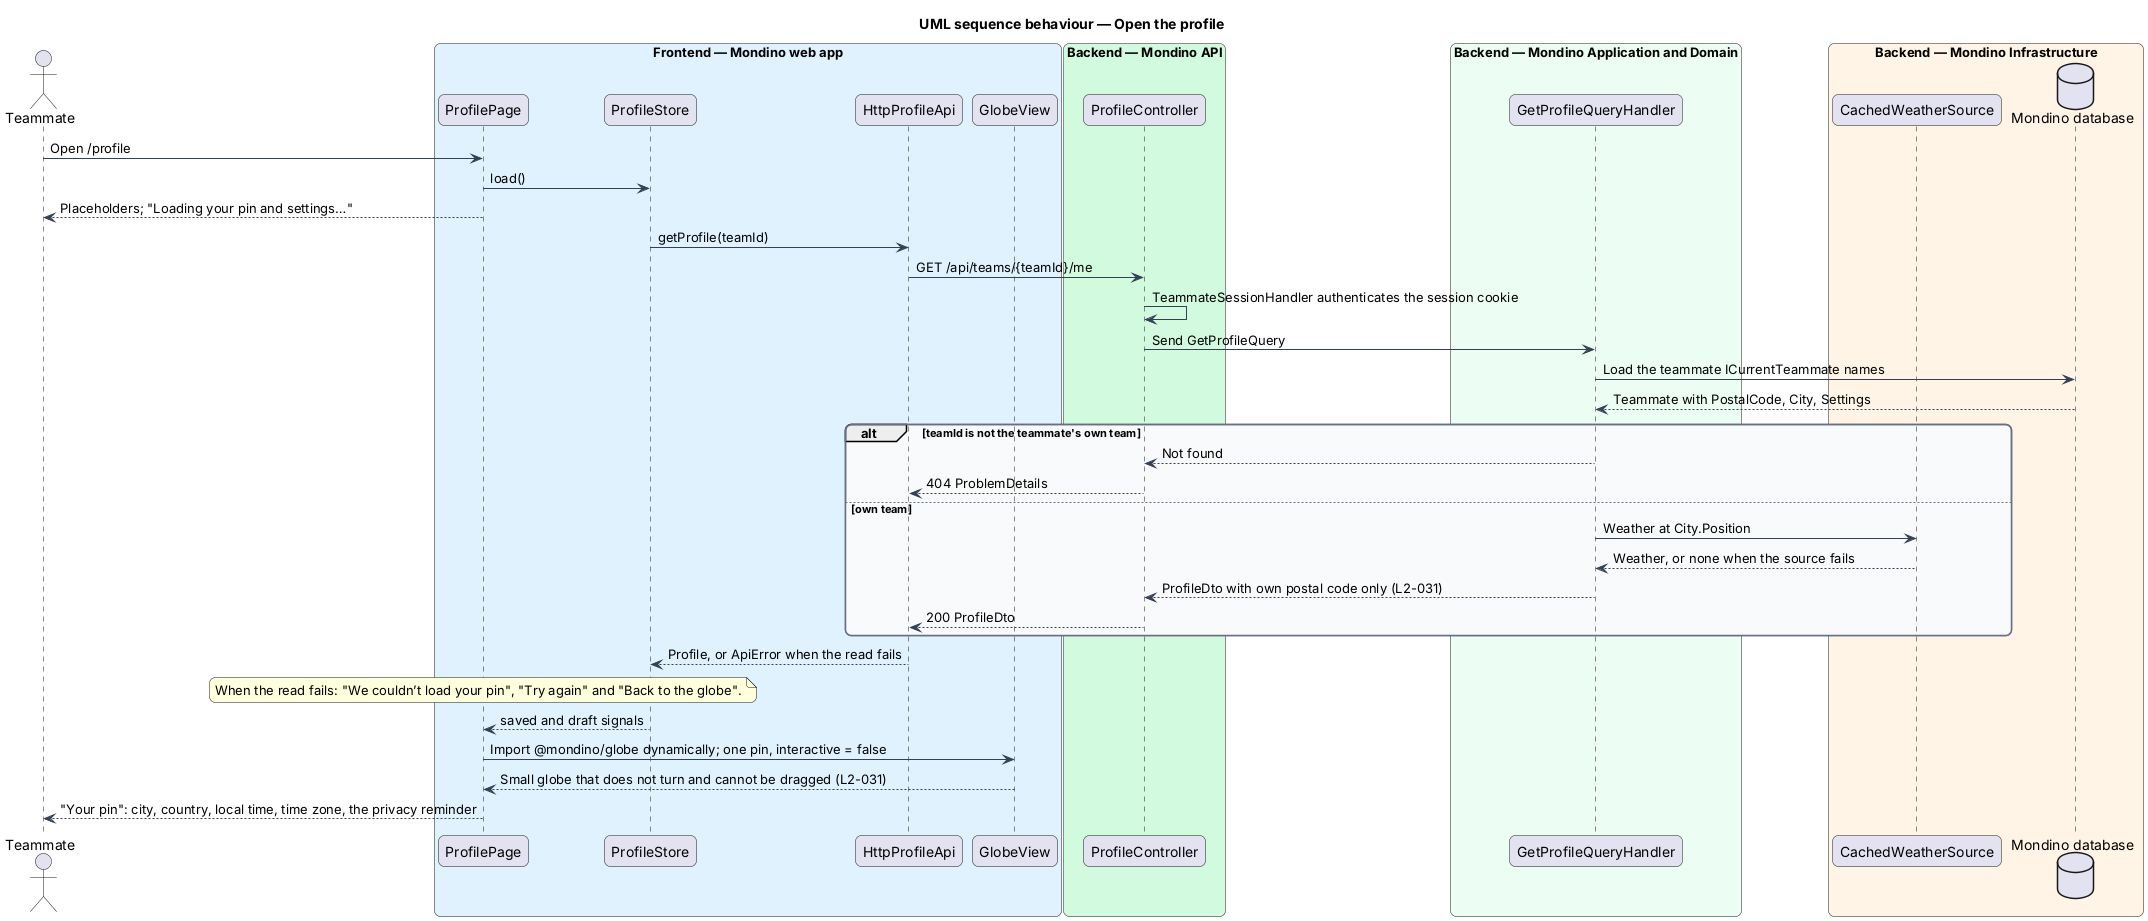 UML sequence behaviour — Open the profile
Frontend — Mondino web app
Backend — Mondino API
Backend — Mondino Application and Domain
Backend — Mondino Infrastructure
Teammate
ProfilePage
ProfileStore
HttpProfileApi
GlobeView
ProfileController
GetProfileQueryHandler
CachedWeatherSource
Mondino database
Open /profile
load()
Placeholders; "Loading your pin and settings…"
getProfile(teamId)
GET /api/teams/{teamId}/me
TeammateSessionHandler authenticates the session cookie
Send GetProfileQuery
Load the teammate ICurrentTeammate names
Teammate with PostalCode, City, Settings
alt
[teamId is not the teammate's own team]
Not found
404 ProblemDetails
[own team]
Weather at City.Position
Weather, or none when the source fails
ProfileDto with own postal code only (L2-031)
200 ProfileDto
Profile, or ApiError when the read fails
When the read fails: "We couldn’t load your pin", "Try again" and "Back to the globe".
saved and draft signals
Import @mondino/globe dynamically; one pin, interactive = false
Small globe that does not turn and cannot be dragged (L2-031)
"Your pin": city, country, local time, time zone, the privacy reminder
Teammate
ProfilePage
ProfileStore
HttpProfileApi
GlobeView
ProfileController
GetProfileQueryHandler
CachedWeatherSource
Mondino database